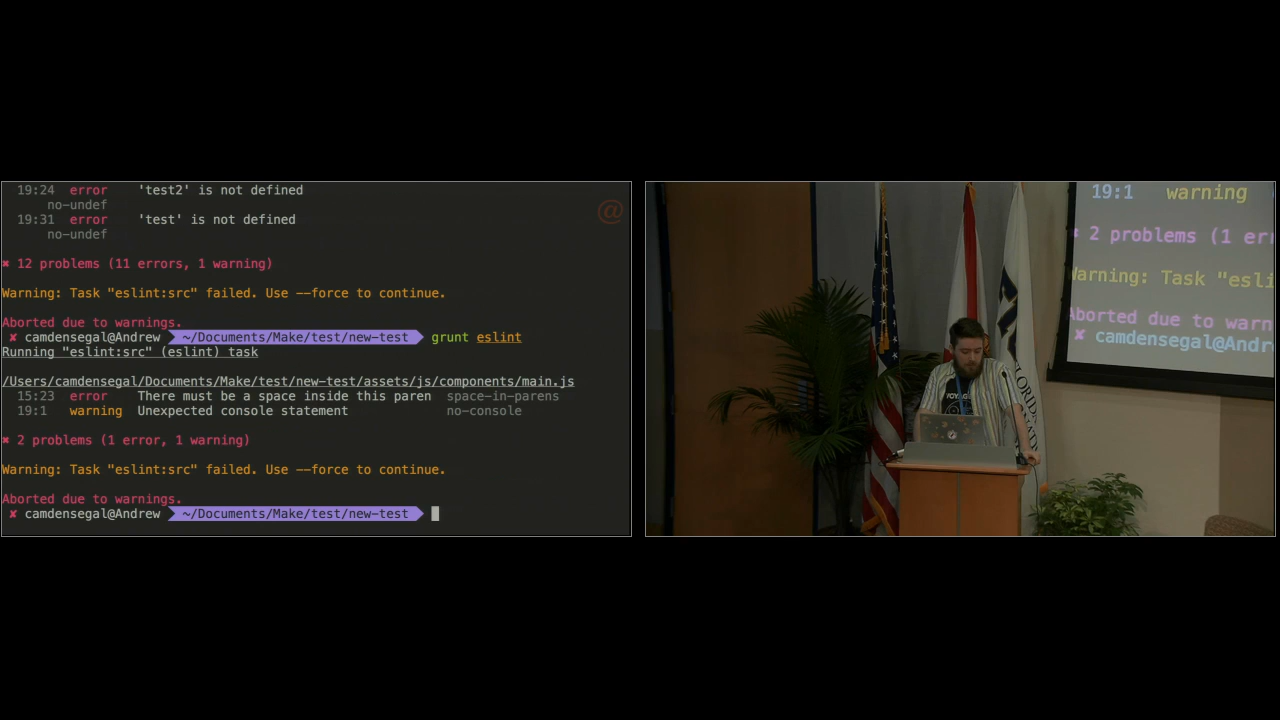 19:24 error 'test2' is not defined
no-undef
19:31 error 'test' is not defined
no-undef
✖ 12 problems (11 errors, 1 warning)
Warning: Task "eslint:src" failed. Use --force to continue.
Aborted due to warnings.
✘ camdensegal@Andrew ~/Documents/Make/test/new-test grunt eslint
Running "eslint:src" (eslint) task
/Users/camdensegal/Documents/Make/test/new-test/assets/js/components/main.js
15:23 error There must be a space inside this paren space-in-parens
19:1 warning Unexpected console statement no-console
✖ 2 problems (1 error, 1 warning)
Warning: Task "eslint:src" failed. Use --force to continue.
Aborted due to warnings.
✘ camdensegal@Andrew ~/Documents/Make/test/new-test
@
19:1 warning
✖ 2 problems (1 err
Warning: Task "esli
Aborted due to warn
✘ camdensegal@Andre